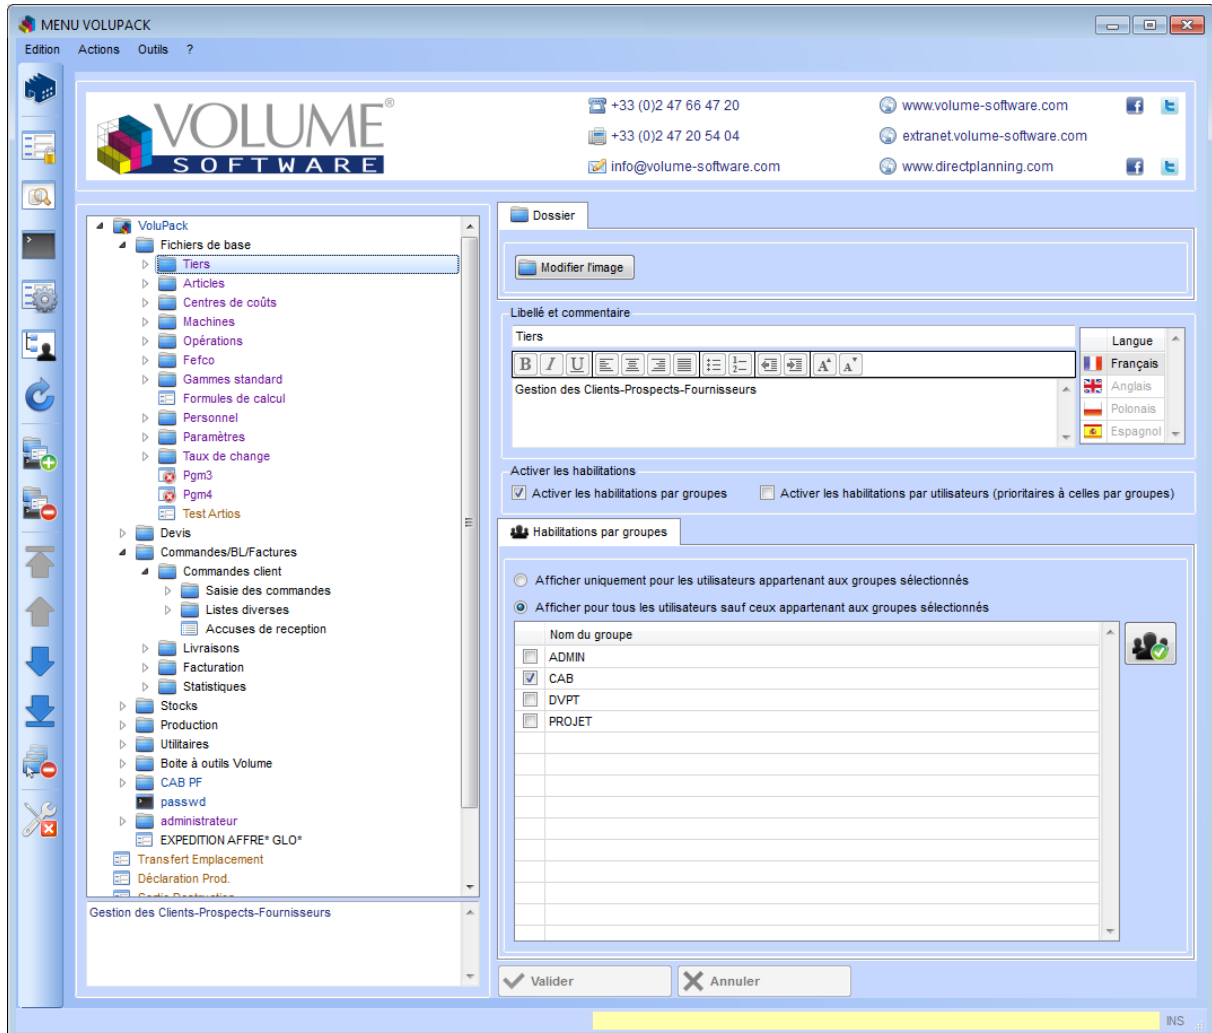 MENU VOLUPACK
Edition Actions Outils ?
VOLUME®
SOFTWARE
+33 (0)2 47 66 47 20
www.volume-software.com
+33 (0)2 47 20 54 04
extranet.volume-software.com
info@volume-software.com
www.directplanning.com
VoluPack
Fichiers de base
Tiers
Articles
Centres de coûts
Machines
Opérations
Fefco
Gammes standard
Formules de calcul
Personnel
Paramètres
Taux de change
Pgm3
Pgm4
Test Artios
Devis
Commandes/BL/Factures
Commandes client
Saisie des commandes
Listes diverses
Accuses de reception
Livraisons
Facturation
Statistiques
Stocks
Production
Utilitaires
Boite à outils Volume
CAB PF
passwd
administrateur
EXPEDITION AFFRE* GLO*
Transfert Emplacement
Déclaration Prod.
Gestion des Clients-Prospects-Fournisseurs
Dossier
Modifier l'image
Libellé et commentaire
Tiers
B I U
Gestion des Clients-Prospects-Fournisseurs
Langue
Français
Anglais
Polonais
Espagnol
Activer les habilitations
Activer les habilitations par groupes
Activer les habilitations par utilisateurs (prioritaires à celles par groupes)
Habilitations par groupes
Afficher uniquement pour les utilisateurs appartenant aux groupes sélectionnés
Afficher pour tous les utilisateurs sauf ceux appartenant aux groupes sélectionnés
Nom du groupe
ADMIN
CAB
DVPT
PROJET
Valider
Annuler
INS